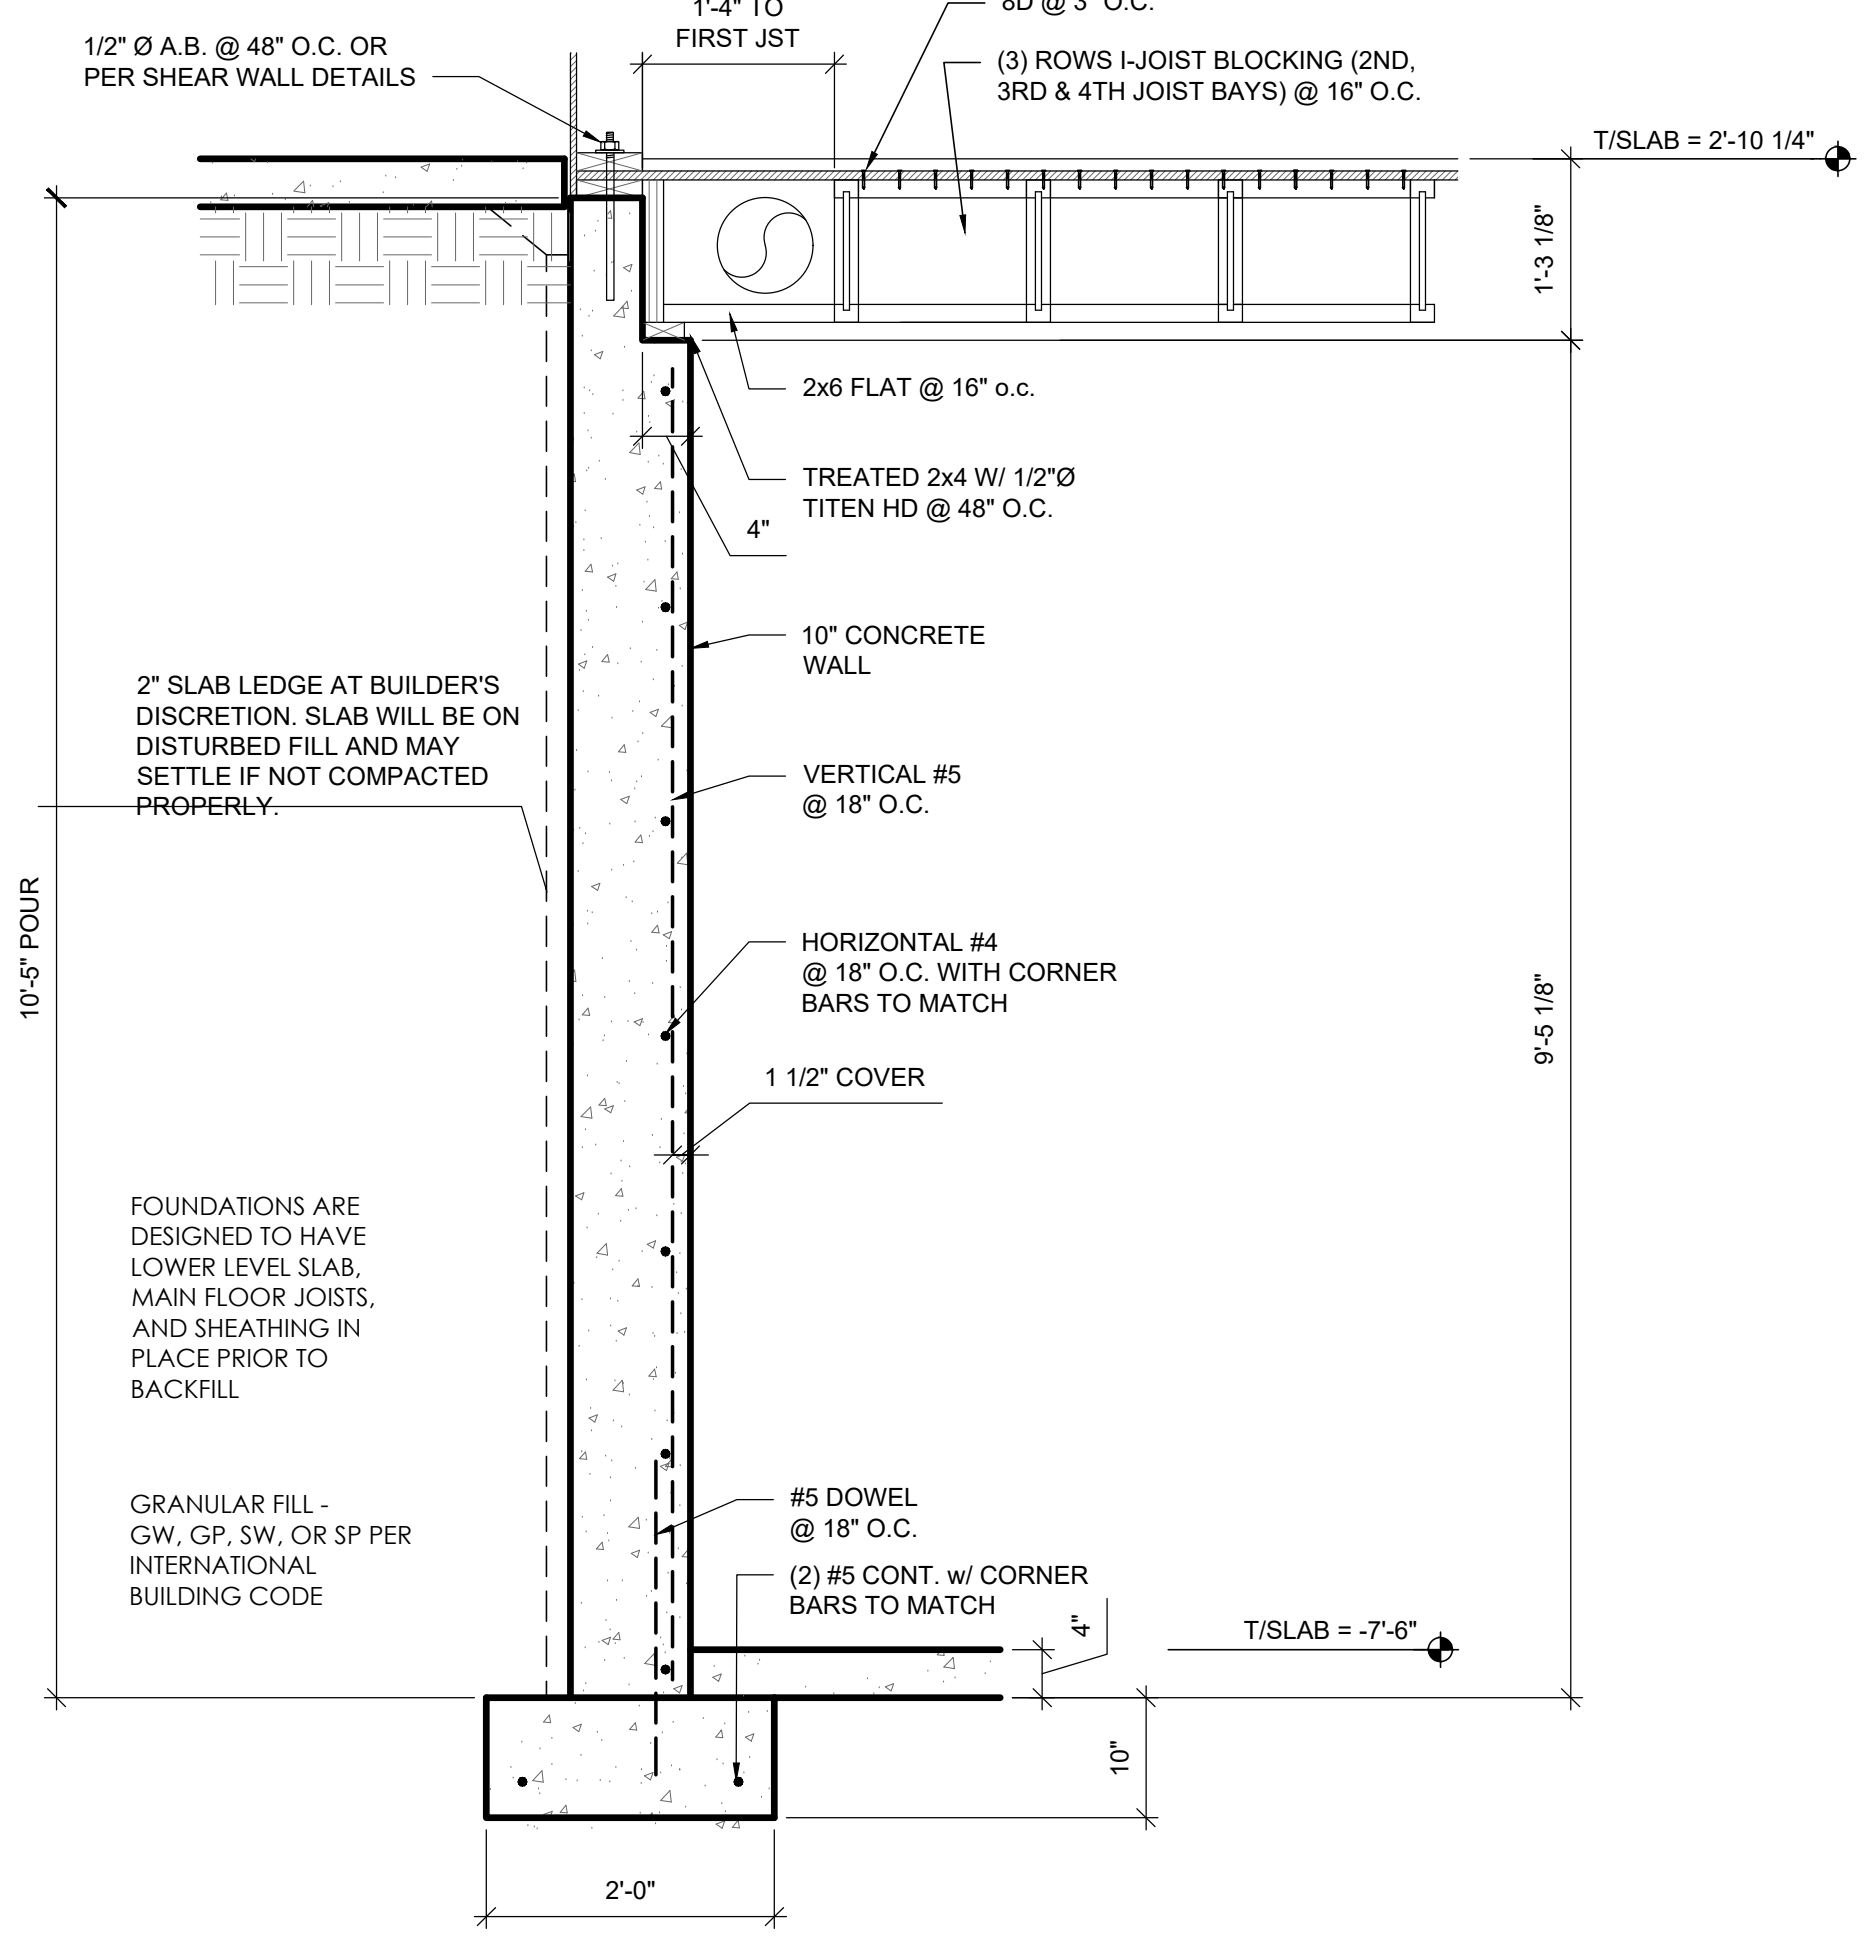 1'-4" TO
FIRST JST
8D @ 3" O.C.
1/2" Ø A.B. @ 48" O.C. OR
PER SHEAR WALL DETAILS
(3) ROWS I-JOIST BLOCKING (2ND,
3RD & 4TH JOIST BAYS) @ 16" O.C.
T/SLAB = 2'-10 1/4"
1'-3 1/8"
2x6 FLAT @ 16" o.c.
TREATED 2x4 W/ 1/2"Ø
TITEN HD @ 48" O.C.
4"
10" CONCRETE
WALL
2" SLAB LEDGE AT BUILDER'S
DISCRETION. SLAB WILL BE ON
DISTURBED FILL AND MAY
SETTLE IF NOT COMPACTED
PROPERLY.
VERTICAL #5
@ 18" O.C.
10'-5" POUR
HORIZONTAL #4
@ 18" O.C. WITH CORNER
BARS TO MATCH
9'-5 1/8"
1 1/2" COVER
FOUNDATIONS ARE
DESIGNED TO HAVE
LOWER LEVEL SLAB,
MAIN FLOOR JOISTS,
AND SHEATHING IN
PLACE PRIOR TO
BACKFILL
GRANULAR FILL -
GW, GP, SW, OR SP PER
INTERNATIONAL
BUILDING CODE
#5 DOWEL
@ 18" O.C.
(2) #5 CONT. w/ CORNER
BARS TO MATCH
4"
T/SLAB = -7'-6"
10"
2'-0"